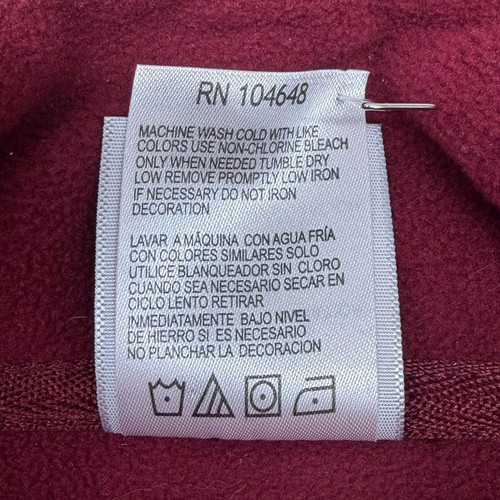 RN 104648
MACHINE WASH COLD WITH LIKE
COLORS USE NON-CHLORINE BLEACH
ONLY WHEN NEEDED TUMBLE DRY
LOW REMOVE PROMPTLY LOW IRON
IF NECESSARY DO NOT IRON
DECORATION
LAVAR A MÁQUINA CON AGUA FRÍA
CON COLORES SIMILARES SOLO
UTILICE BLANQUEADOR SIN CLORO
CUANDO SEA NECESARIO SECAR EN
CICLO LENTO RETIRAR
INMEDIATAMENTE BAJO NIVEL
DE HIERRO SI ES NECESARIO
NO PLANCHAR LA DECORACION